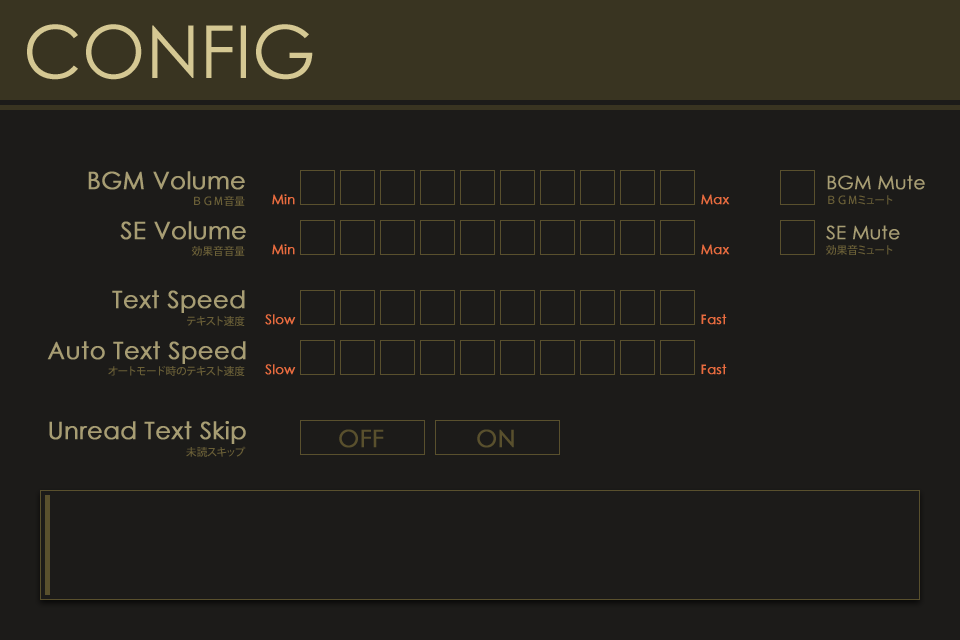 CONFIG
BGM Volume
BGM音量
Min
Max
BGM Mute
BGMミュート
SE Volume
効果音音量
Min
Max
SE Mute
効果音ミュート
Text Speed
テキスト速度
Slow
Fast
Auto Text Speed
オートモード時のテキスト速度
Slow
Fast
Unread Text Skip
未読スキップ
OFF
ON